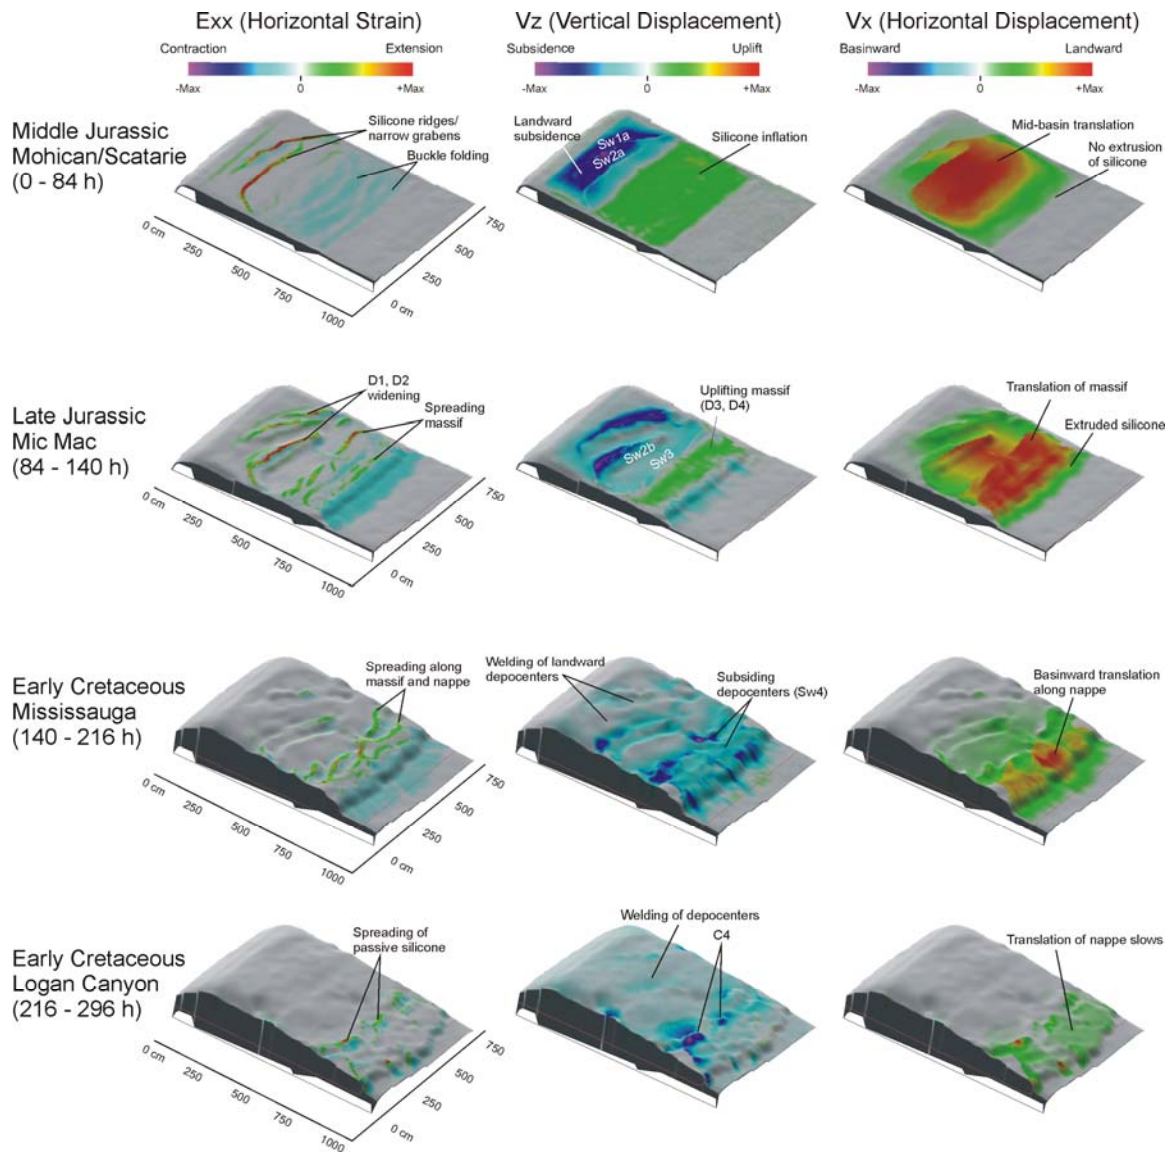 Exx (Horizontal Strain)
Vz (Vertical Displacement)
Vx (Horizontal Displacement)
Contraction
Extension
Subsidence
Uplift
Basinward
Landward
-Max
0
+Max
-Max
0
+Max
-Max
0
+Max
Middle Jurassic
Mohican/Scatarie
(0 - 84 h)
Silicone ridges/
narrow grabens
Buckle folding
0 cm
250
500
750
1000
0 cm
250
500
750
Landward
subsidence
Sw1a
Sw2a
Silicone inflation
Mid-basin translation
No extrusion
of silicone
Late Jurassic
Mic Mac
(84 - 140 h)
D1, D2
widening
Spreading
massif
0 cm
250
500
750
1000
0 cm
250
500
750
Uplifting massif
(D3, D4)
Sw2b
Sw3
Translation of massif
Extruded silicone
Early Cretaceous
Mississauga
(140 - 216 h)
Spreading along
massif and nappe
0 cm
250
500
750
1000
0 cm
250
500
750
Welding of landward
depocenters
Subsiding
depocenters (Sw4)
Basinward translation
along nappe
Early Cretaceous
Logan Canyon
(216 - 296 h)
Spreading of
passive silicone
0 cm
250
500
750
1000
0 cm
250
500
750
Welding of depocenters
C4
Translation of nappe slows